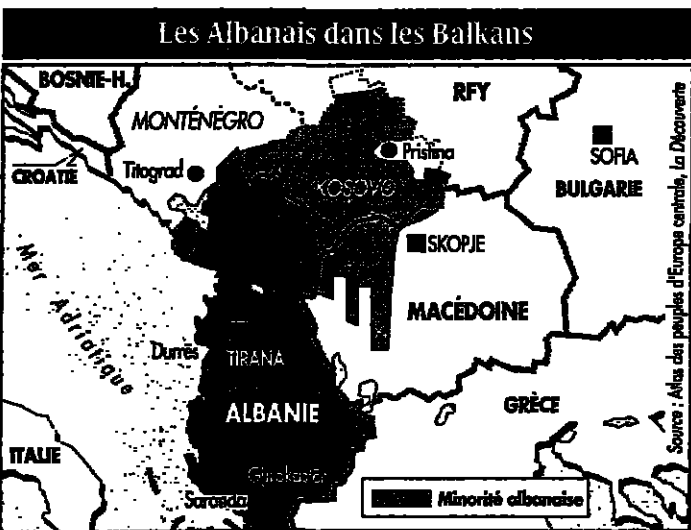 Les Albanais dans les Balkans
BOSNIE-H.
RFY
MONTÉNÉGRO
Pristina
SOFIA
CROATIE
Titograd
KOSOVO
BULGARIE
SKOPJE
Mer Adriatique
MACÉDOINE
Durrës
TIRANA
ALBANIE
GRÈCE
ITALIE
Saranda
Minorité albanaise
Source : Atlas des peuples d'Europe centrale, La Découverte